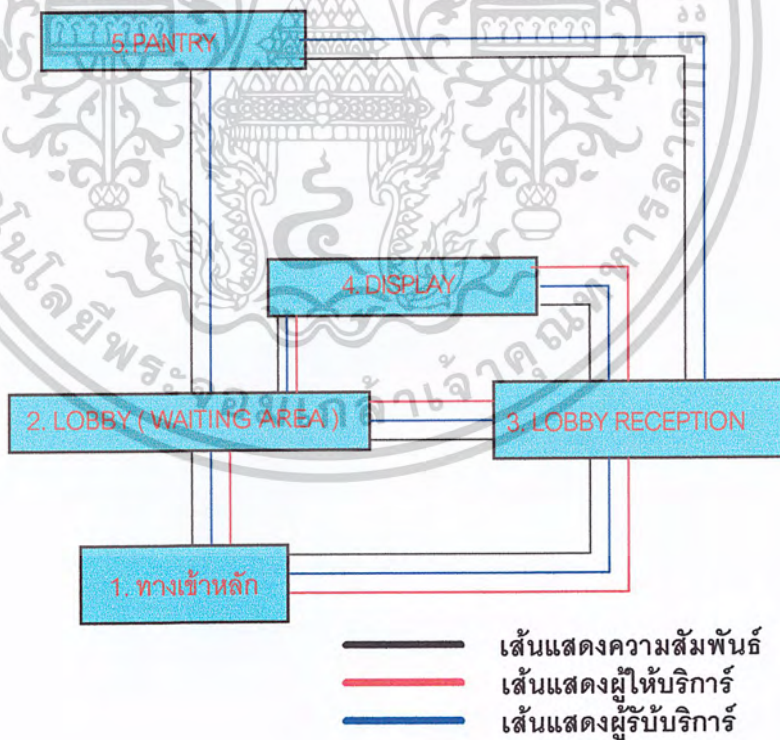 5. PANTRY
4. DISPLAY
2. LOBBY ( WAITING AREA )
3. LOBBY RECEPTION
1. ทางเข้าหลัก
เส้นแสดงความสัมพันธ์
เส้นแสดงผู้ให้บริการ์
เส้นแสดงผู้รับ้บริการ์